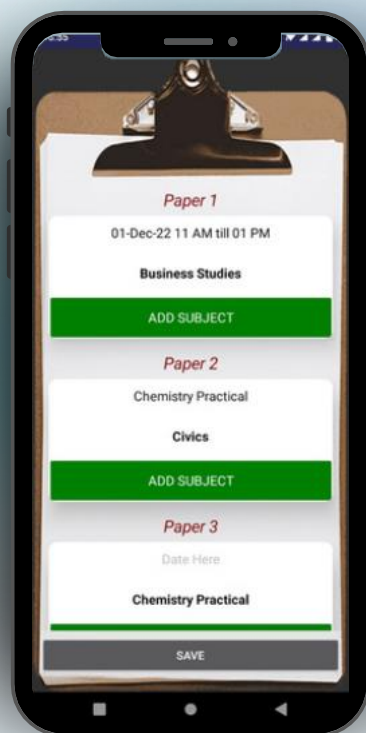 Paper 1
01-Dec-22 11 AM till 01 PM
Business Studies
ADD SUBJECT
Paper 2
Chemistry Practical
Civics
ADD SUBJECT
Paper 3
Date Here
Chemistry Practical
SAVE